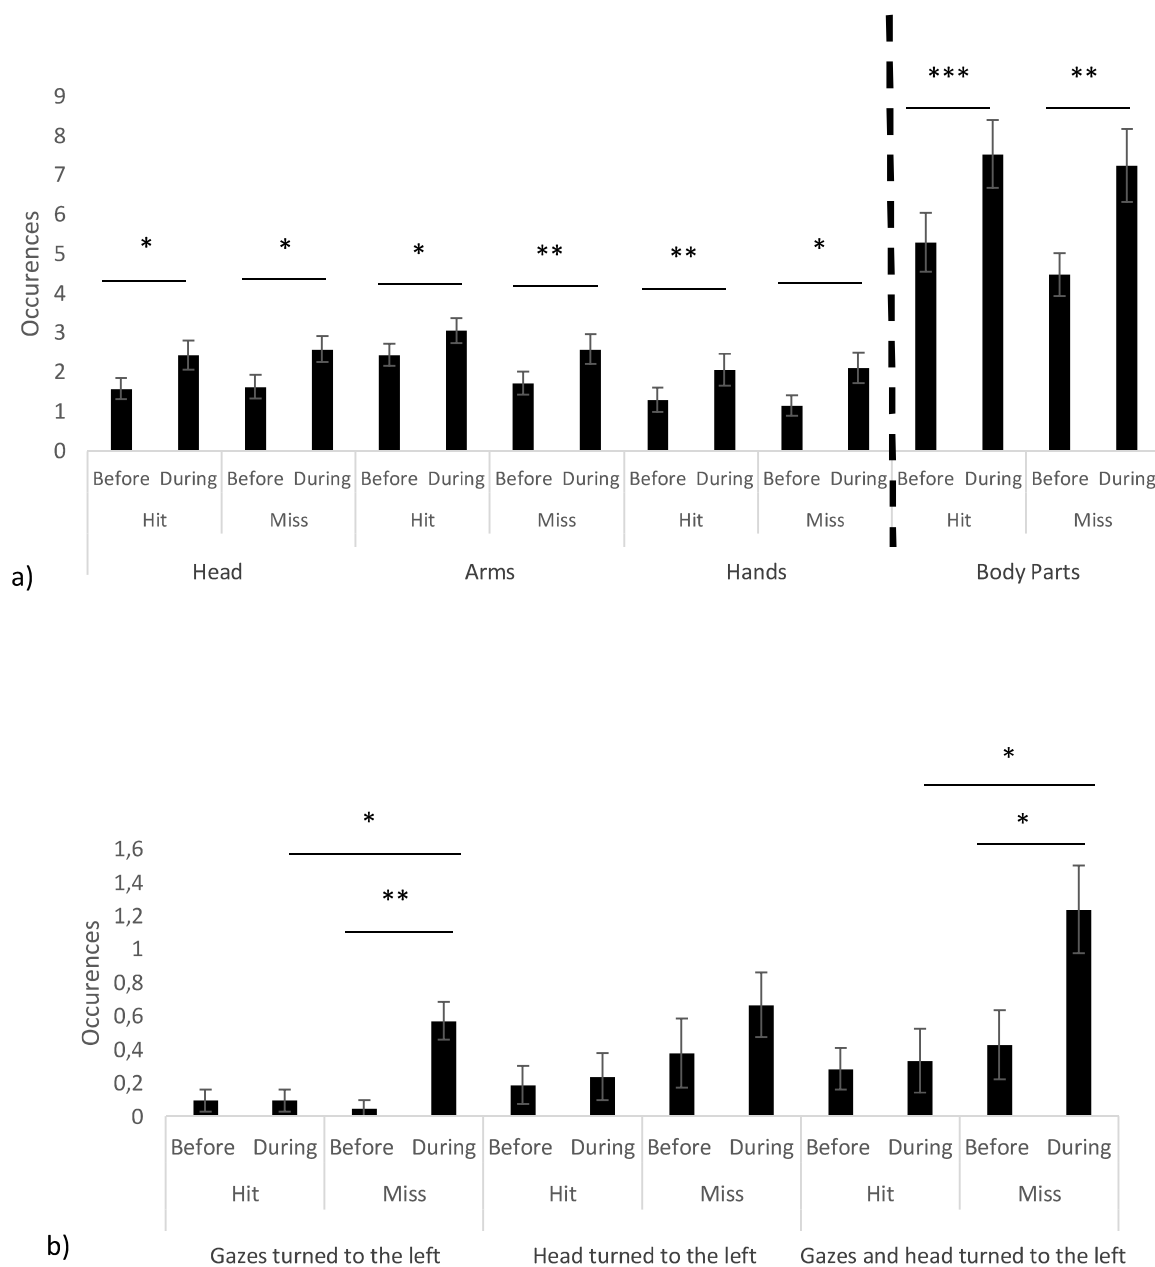 *** **
9
8
7
6
5
4
3
2
1
0
Occurences
* * * ** ** *
Before During Before During Before During Before During Before During Before During Before During Before During
Hit Miss Hit Miss Hit Miss Hit Miss
Head Arms Hands Body Parts
a)
*
* *
**
1,6
1,4
1,2
1
0,8
0,6
0,4
0,2
0
Occurences
Before During Before During Before During Before During Before During Before During
Hit Miss Hit Miss Hit Miss
Gazes turned to the left Head turned to the left Gazes and head turned to the left
b)